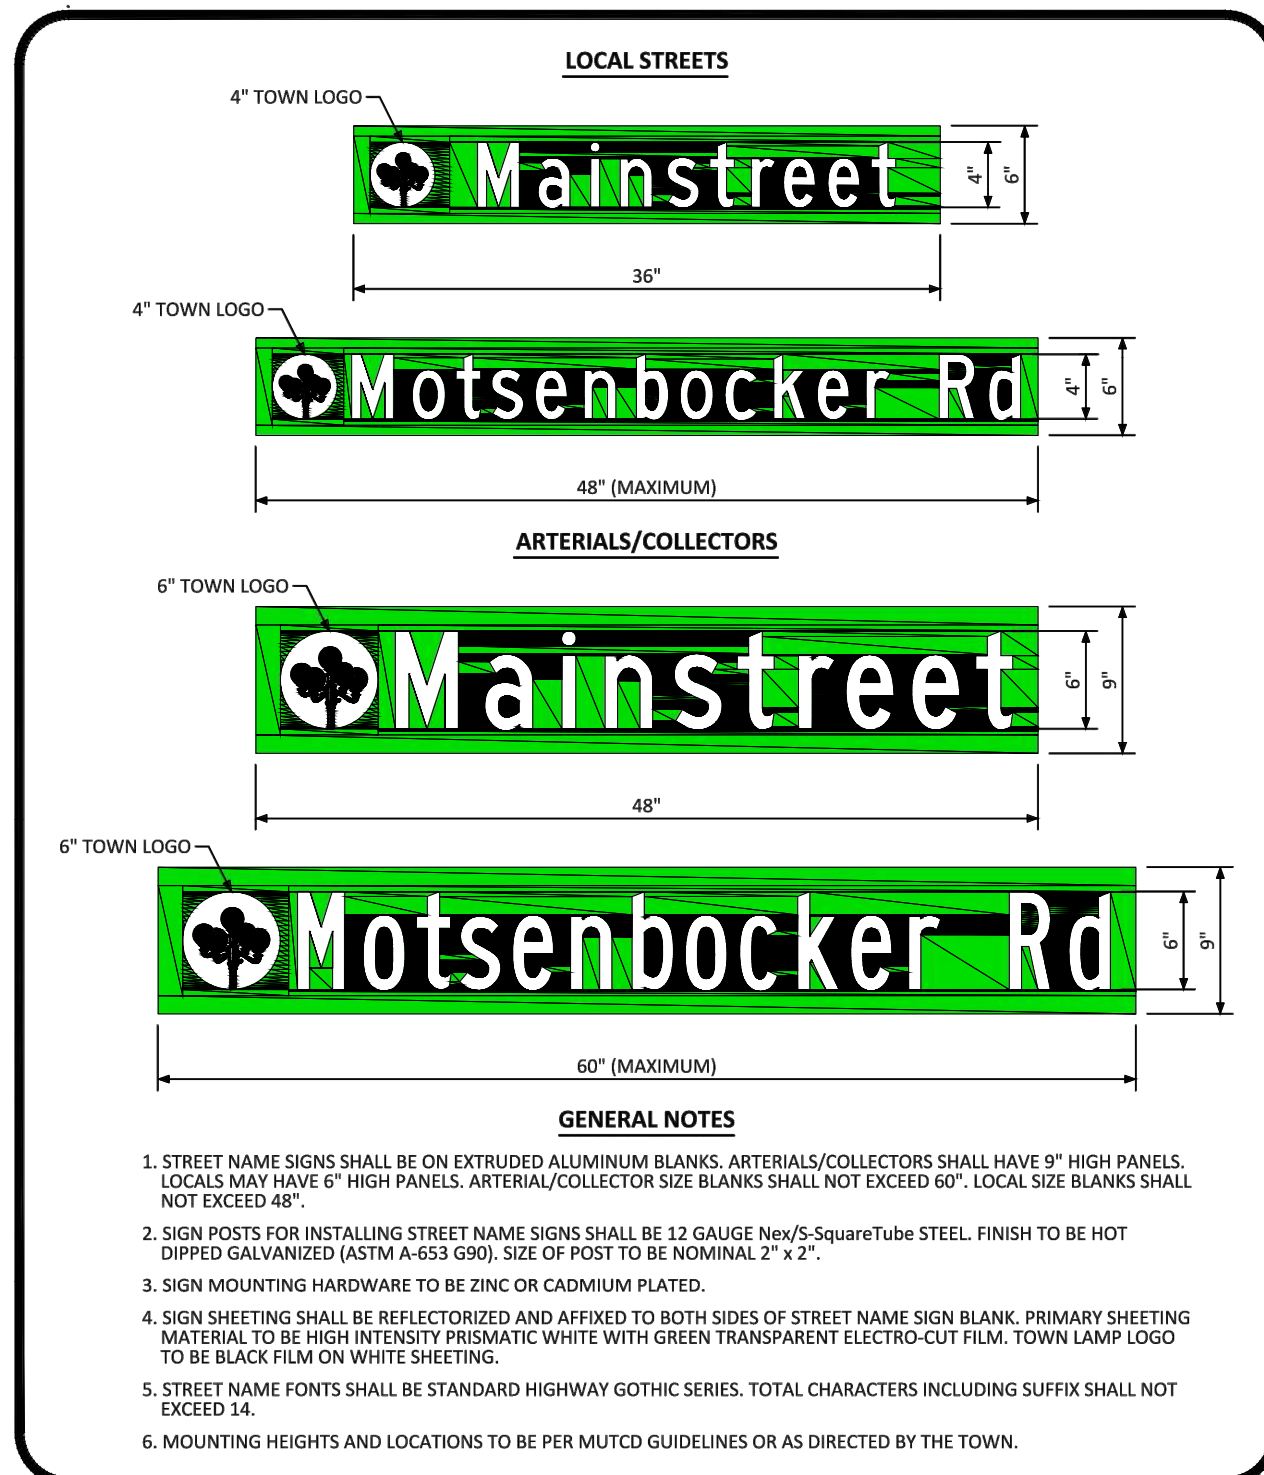 LOCAL STREETS
4" TOWN LOGO
Mainstreet
4"
6"
36"
4" TOWN LOGO
Motsenbocker Rd
4"
6"
48" (MAXIMUM)
ARTERIALS/COLLECTORS
6" TOWN LOGO
Mainstreet
6"
9"
48"
6" TOWN LOGO
Motsenbocker Rd
6"
9"
60" (MAXIMUM)
GENERAL NOTES
1. STREET NAME SIGNS SHALL BE ON EXTRUDED ALUMINUM BLANKS. ARTERIALS/COLLECTORS SHALL HAVE 9" HIGH PANELS.
LOCALS MAY HAVE 6" HIGH PANELS. ARTERIAL/COLLECTOR SIZE BLANKS SHALL NOT EXCEED 60". LOCAL SIZE BLANKS SHALL
NOT EXCEED 48".
2. SIGN POSTS FOR INSTALLING STREET NAME SIGNS SHALL BE 12 GAUGE Nex/S-SquareTube STEEL. FINISH TO BE HOT
DIPPED GALVANIZED (ASTM A-653 G90). SIZE OF POST TO BE NOMINAL 2" x 2".
3. SIGN MOUNTING HARDWARE TO BE ZINC OR CADMIUM PLATED.
4. SIGN SHEETING SHALL BE REFLECTORIZED AND AFFIXED TO BOTH SIDES OF STREET NAME SIGN BLANK. PRIMARY SHEETING
MATERIAL TO BE HIGH INTENSITY PRISMATIC WHITE WITH GREEN TRANSPARENT ELECTRO-CUT FILM. TOWN LAMP LOGO
TO BE BLACK FILM ON WHITE SHEETING.
5. STREET NAME FONTS SHALL BE STANDARD HIGHWAY GOTHIC SERIES. TOTAL CHARACTERS INCLUDING SUFFIX SHALL NOT
EXCEED 14.
6. MOUNTING HEIGHTS AND LOCATIONS TO BE PER MUTCD GUIDELINES OR AS DIRECTED BY THE TOWN.